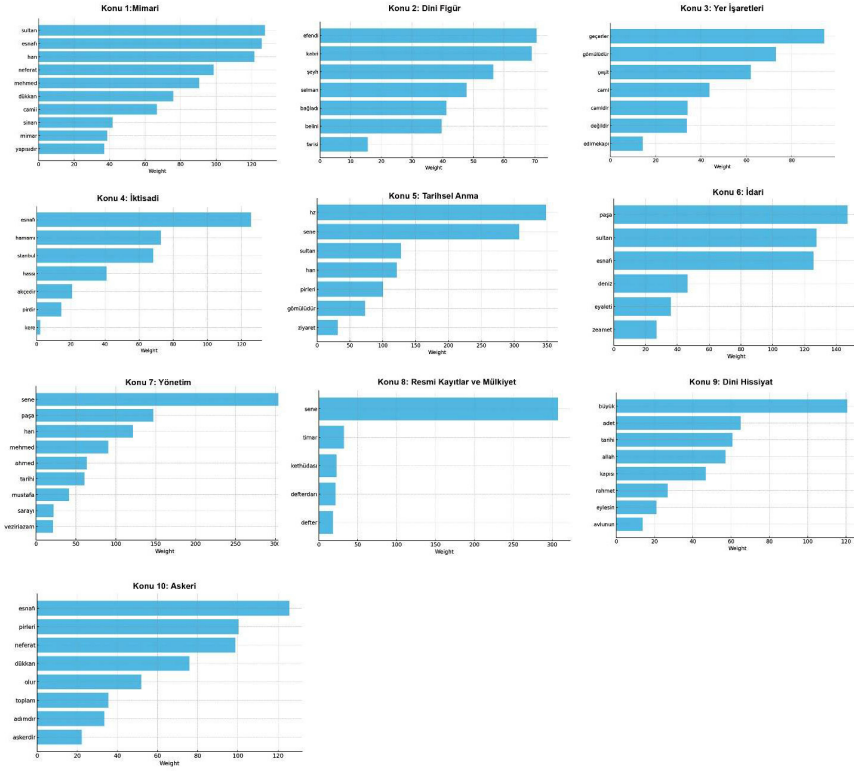 Konu 1:Mimari
sultan
esnafı
han
neferat
mehmed
dükkan
camii
sinan
mimar
yapısıdır
0 20 40 60 80 100 120
Weight
Konu 2: Dini Figür
efendi
kabir
şeyh
selman
bağladı
belini
farisi
0 10 20 30 40 50 60 70
Weight
Konu 3: Yer İşaretleri
geçerler
gömülüdür
çeşit
cami
camidir
değildir
edirnekapı
0 20 40 60 80
Weight
Konu 4: İktisadi
esnafı
hamamı
istanbul
hassı
akçedir
pirdir
kere
0 20 40 60 80 100 120
Weight
Konu 5: Tarihsel Anma
hz
sene
sultan
han
pirleri
gömülüdür
ziyaret
0 50 100 150 200 250 300 350
Weight
Konu 6: İdari
paşa
sultan
esnafı
deniz
eyaleti
zeamet
0 20 40 60 80 100 120 140
Weight
Konu 7: Yönetim
sene
paşa
han
mehmed
ahmed
tarihi
mustafa
sarayı
veziriazam
0 50 100 150 200 250 300
Weight
Konu 8: Resmi Kayıtlar ve Mülkiyet
sene
timar
kethüdası
defterdarı
defter
0 50 100 150 200 250 300
Weight
Konu 9: Dini Hissiyat
büyük
adet
tarihi
allah
kapısı
rahmet
eylesin
avlunun
0 20 40 60 80 100 120
Weight
Konu 10: Askeri
esnafı
pirleri
neferat
dükkan
olur
toplam
adımdır
askerdir
0 20 40 60 80 100 120
Weight